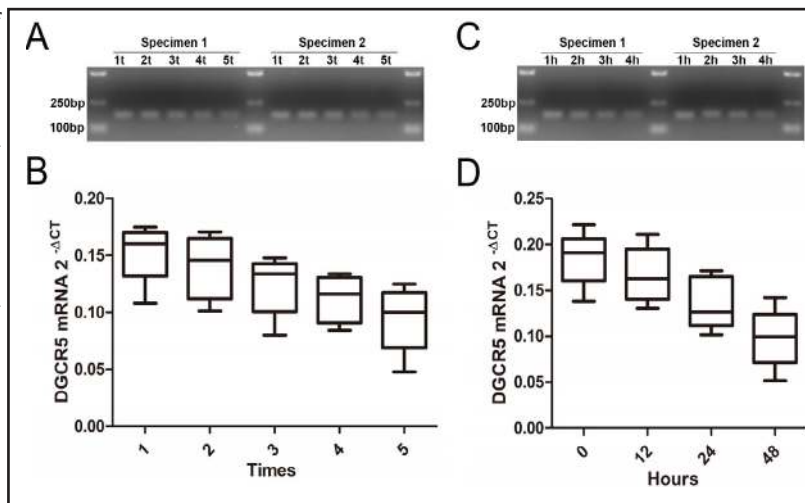 A
Specimen 1 Specimen 2
1t 2t 3t 4t 5t 1t 2t 3t 4t 5t
250bp
100bp
C
Specimen 1 Specimen 2
1h 2h 3h 4h 1h 2h 3h 4h
250bp
100bp
B
DGCR5 mRNA 2 -ΔCT
0.20
0.15
0.10
0.05
0.00
1 2 3 4 5
Times
D
DGCR5 mRNA 2 -ΔCT
0.25
0.20
0.15
0.10
0.05
0.00
0 12 24 48
Hours